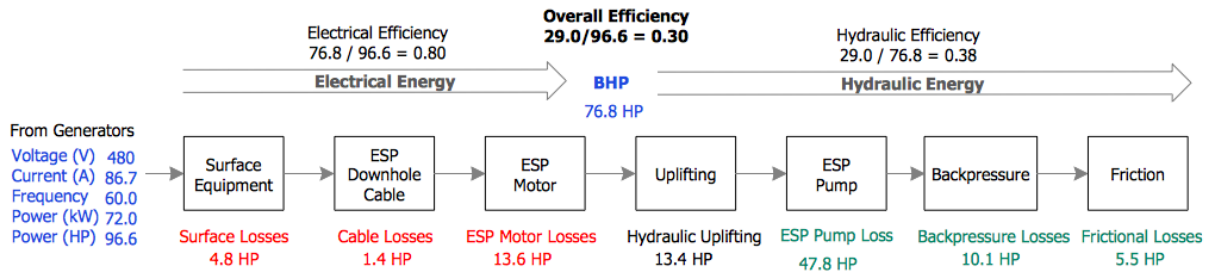 Overall Efficiency
29.0/96.6 = 0.30
Electrical Efficiency
76.8 / 96.6 = 0.80
Hydraulic Efficiency
29.0 / 76.8 = 0.38
Electrical Energy
BHP
76.8 HP
Hydraulic Energy
From Generators
Voltage (V) 480
Current (A) 86.7
Frequency 60.0
Power (kW) 72.0
Power (HP) 96.6
Surface
Equipment
ESP
Downhole
Cable
ESP
Motor
Uplifting
ESP
Pump
Backpressure
Friction
Surface Losses
4.8 HP
Cable Losses
1.4 HP
ESP Motor Losses
13.6 HP
Hydraulic Uplifting
13.4 HP
ESP Pump Loss
47.8 HP
Backpressure Losses
10.1 HP
Frictional Losses
5.5 HP